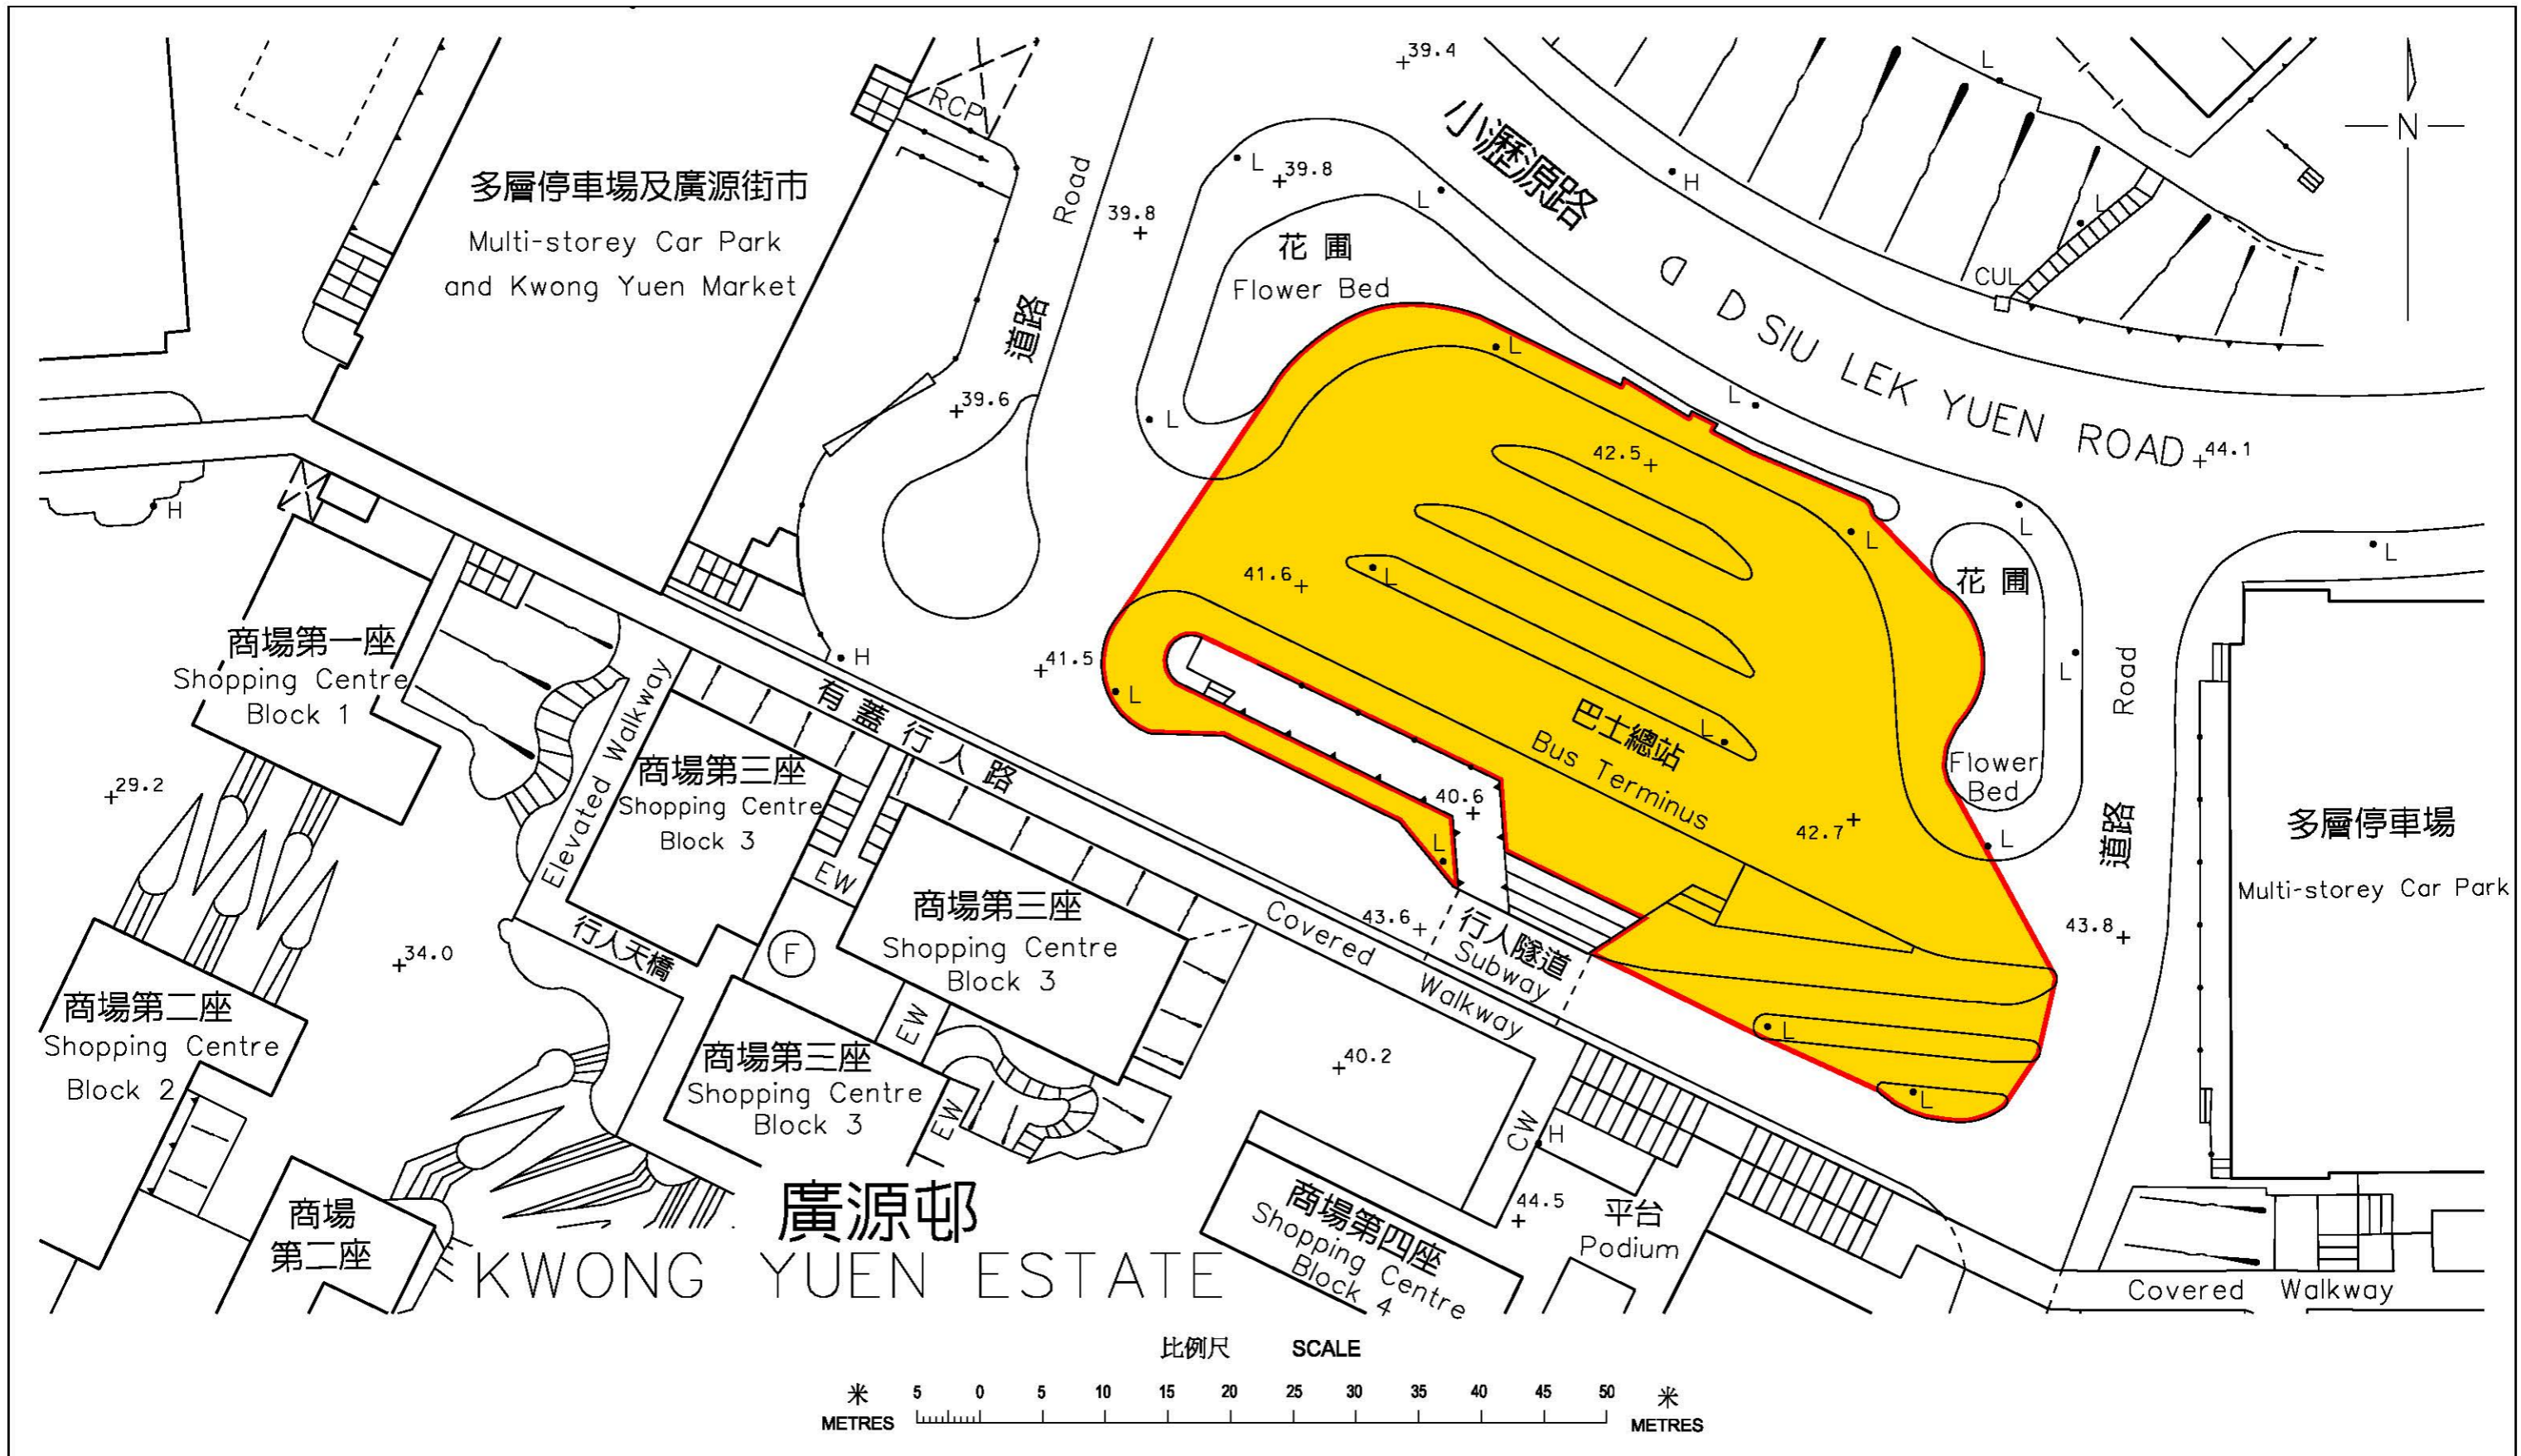 39.4
L
N
RCP
小瀝源路
H
多層停車場及廣源街市
Multi-storey Car Park
and Kwong Yuen Market
Road
39.8
L
39.8
L
L
花 圃
Flower Bed
CUL
道路
SIU LEK YUEN ROAD
44.1
39.6
L
L
L
42.5
L
L
L
H
41.6
L
花 圃
商場第一座
Shopping Centre
Block 1
H
41.5
L
L
Road
Elevated Walkway
有蓋行人路
巴士總站
Bus Terminus
L
Flower
Bed
29.2
商場第三座
Shopping Centre
Block 3
40.6
42.7
L
道路
多層停車場
Multi-storey Car Park
L
EW
商場第三座
Shopping Centre
Block 3
Covered Walkway
43.6
行人隧道
Subway
43.8
行人天橋
F
34.0
商場第二座
Shopping Centre
Block 2
EW
商場第三座
Shopping Centre
Block 3
EW
40.2
L
L
CW
H
商場
第二座
廣源邨
KWONG YUEN ESTATE
商場第四座
Shopping Centre
Block 4
44.5
平台
Podium
Covered Walkway
比例尺 SCALE
米 5 0 5 10 15 20 25 30 35 40 45 50 米
METRES METRES